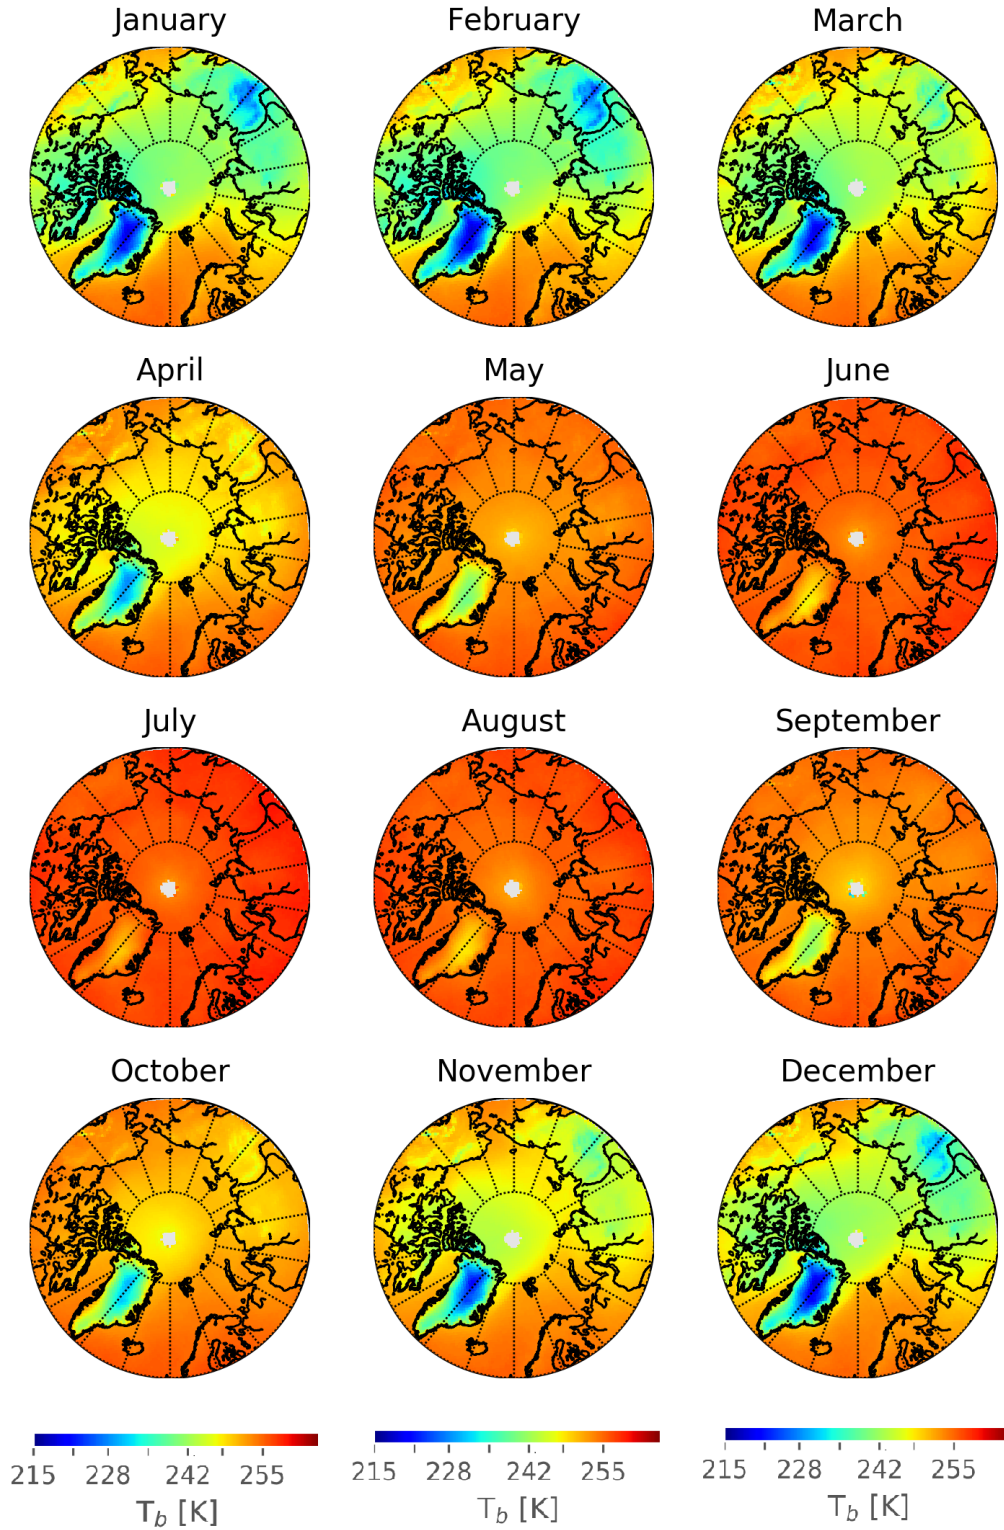 January February March
April May June
July August September
October November December
215 228 242 255 215 228 242 255 215 228 242 255
T_b [K] T_b [K] T_b [K]